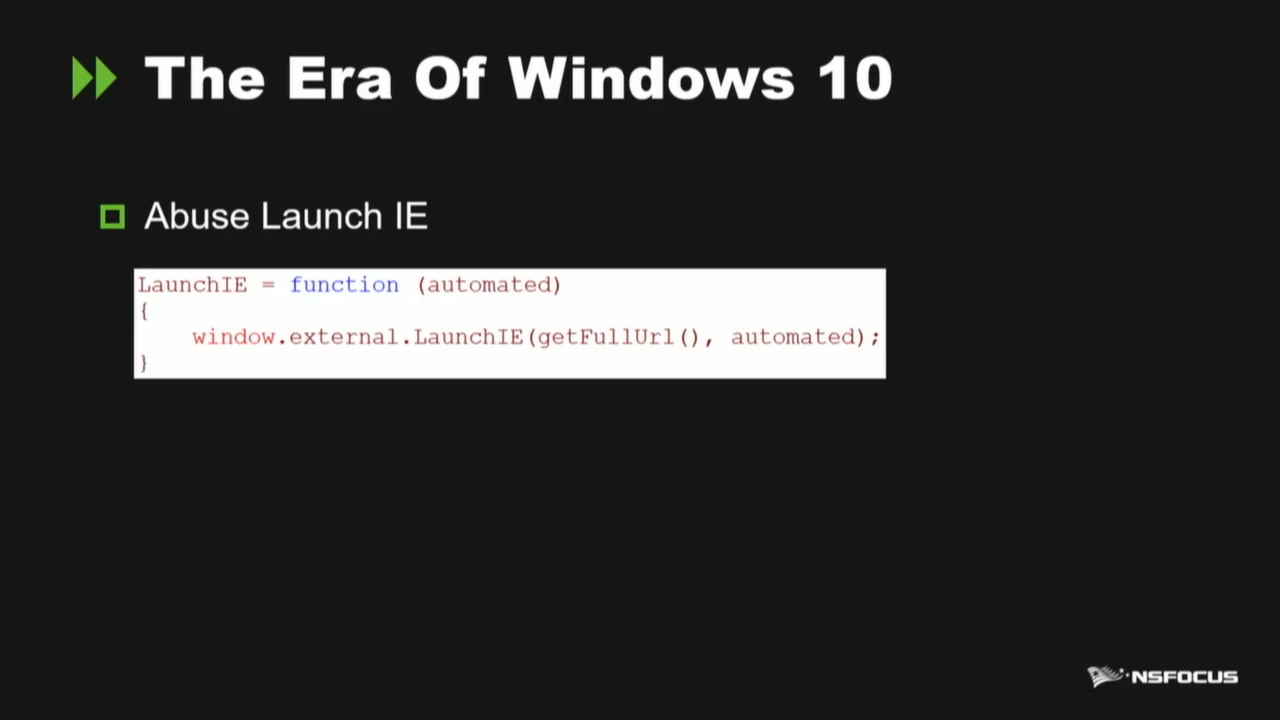 The Era Of Windows 10
Abuse Launch IE
LaunchIE = function (automated)
{
    window.external.LaunchIE(getFullUrl(), automated);
}
NSFOCUS